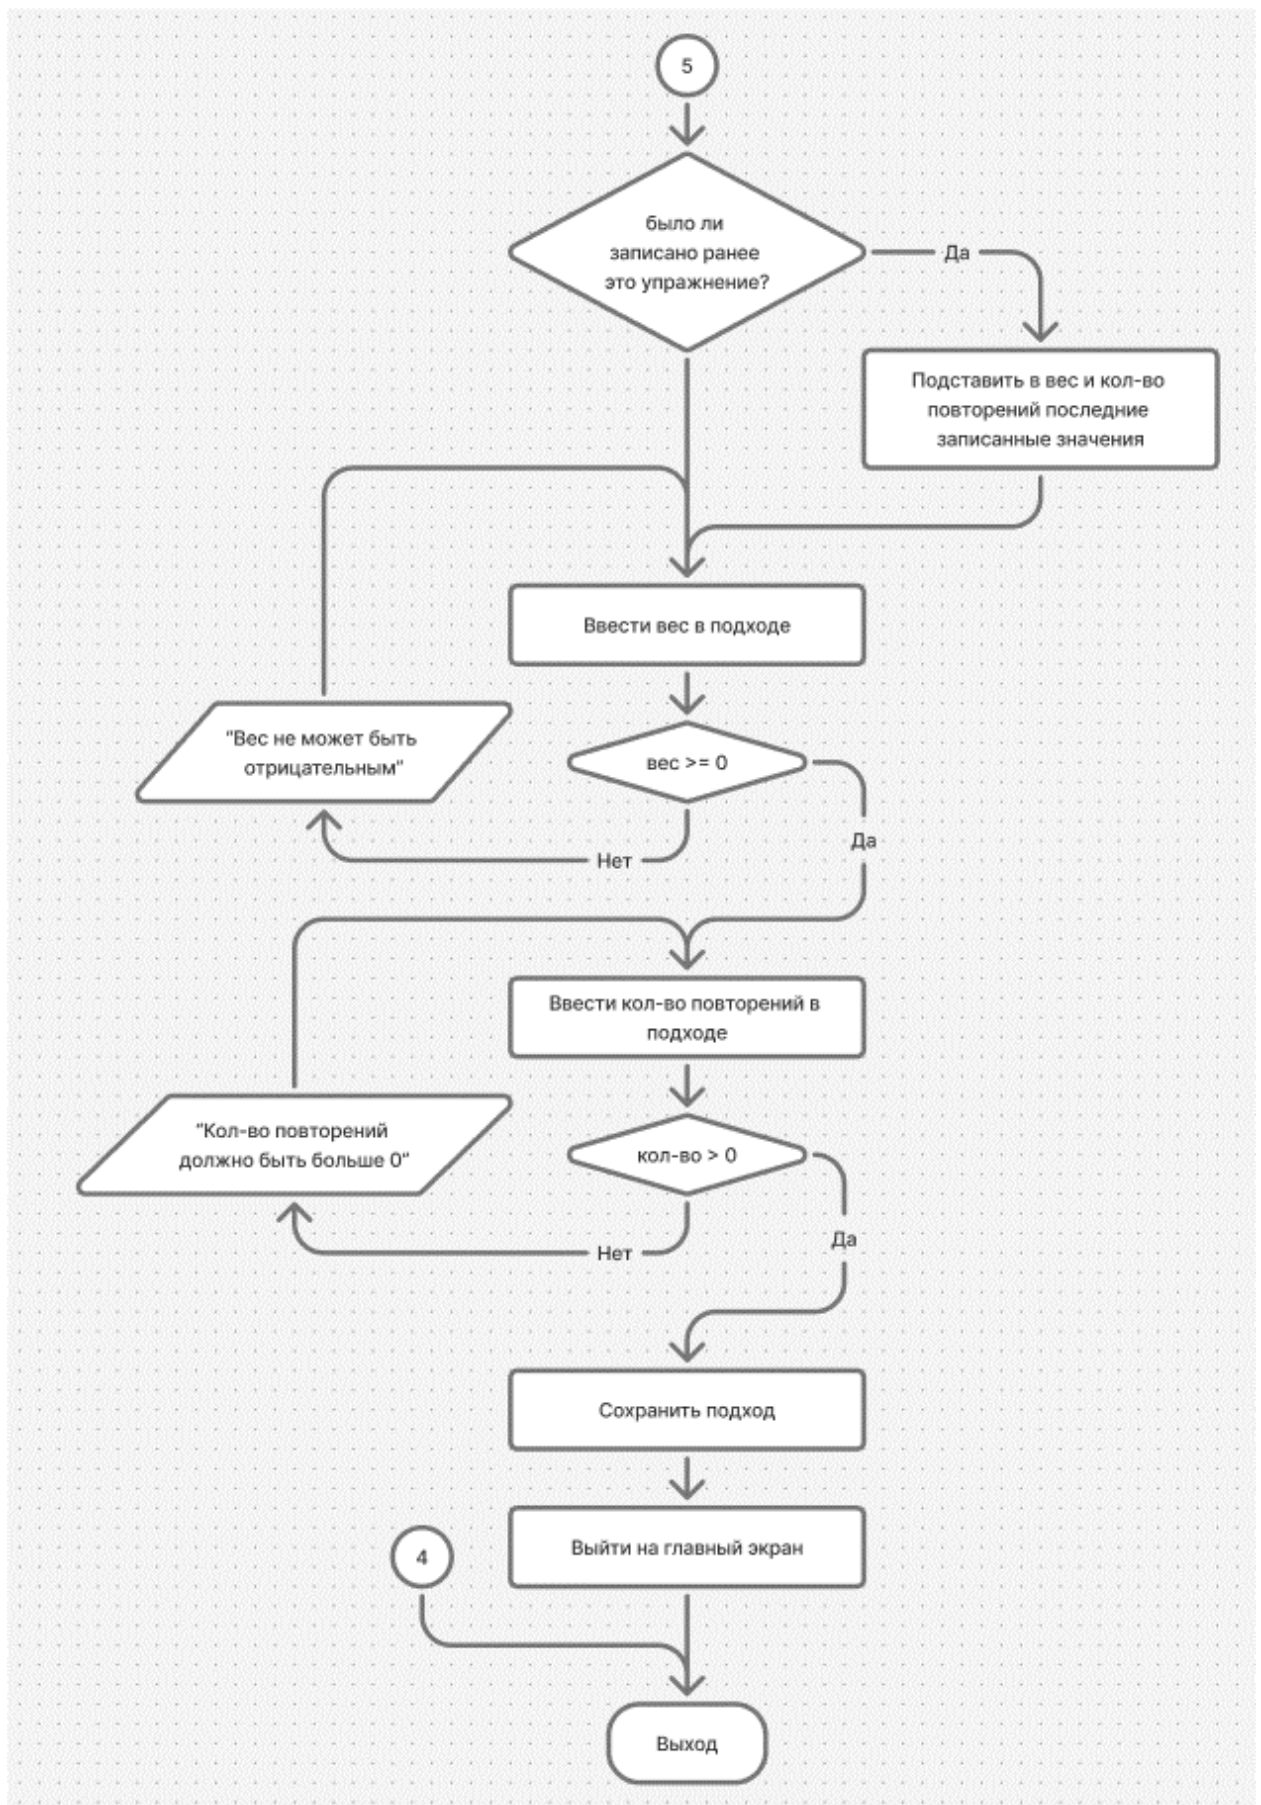 5
было ли
записано ранее
это упражнение?
Да
Подставить в вес и кол-во
повторений последние
записанные значения
Ввести вес в подходе
"Вес не может быть
отрицательным"
вес >= 0
Да
Нет
Ввести кол-во повторений в
подходе
"Кол-во повторений
должно быть больше 0"
кол-во > 0
Да
Нет
Сохранить подход
Выйти на главный экран
4
Выход